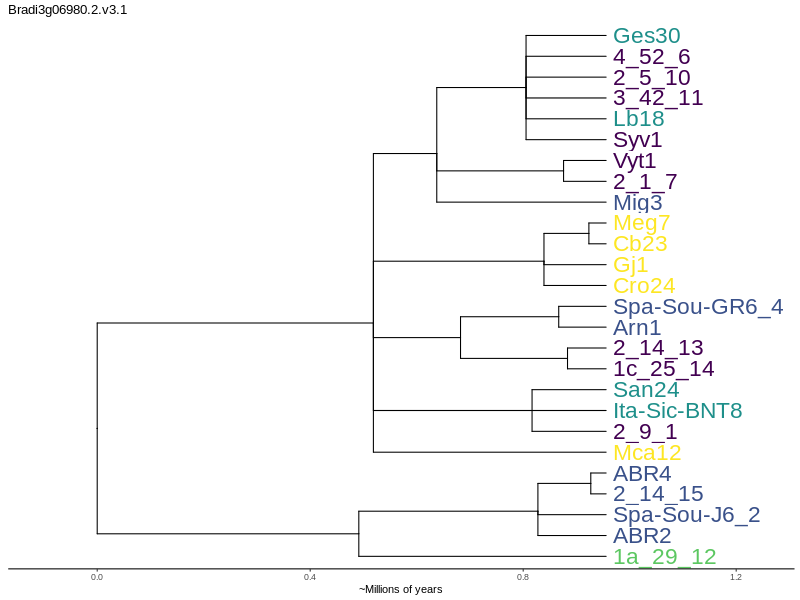 Bradi3g06980.2.v3.1
Ges30
4_52_6
2_5_10
3_42_11
Lb18
Syv1
Vyt1
2_1_7
Mig3
Meg7
Cb23
Gj1
Cro24
Spa-Sou-GR6_4
Arn1
2_14_13
1c_25_14
San24
Ita-Sic-BNT8
2_9_1
Mca12
ABR4
2_14_15
Spa-Sou-J6_2
ABR2
1a_29_12
0.0 0.4 0.8 1.2
~Millions of years